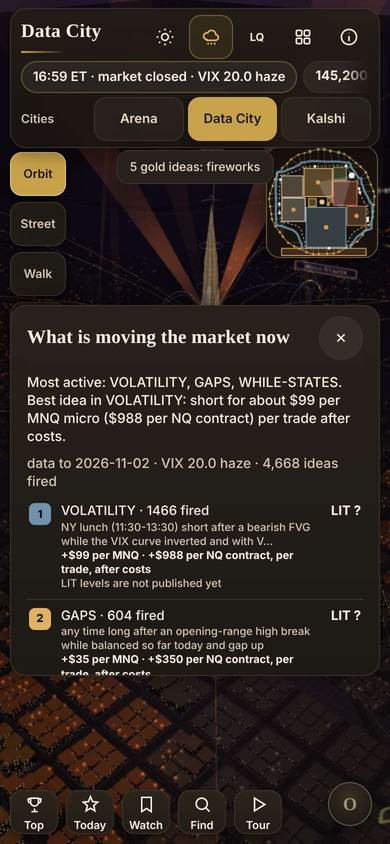 Data City
LQ
16:59 ET · market closed · VIX 20.0 haze
145,200
Cities
Arena
Data City
Kalshi
Orbit
5 gold ideas: fireworks
Street
Walk
What is moving the market now
Most active: VOLATILITY, GAPS, WHILE-STATES.
Best idea in VOLATILITY: short for about $99 per
MNQ micro ($988 per NQ contract) per trade after
costs.
data to 2026-11-02 · VIX 20.0 haze · 4,668 ideas
fired
1
VOLATILITY · 1466 fired
LIT ?
NY lunch (11:30-13:30) short after a bearish FVG
while the VIX curve inverted and with V...
+$99 per MNQ · +$988 per NQ contract, per
trade, after costs
LIT levels are not published yet
2
GAPS · 604 fired
LIT ?
any time long after an opening-range high break
while balanced so far today and gap up
+$35 per MNQ · +$350 per NQ contract, per
trade, after costs
Top
Today
Watch
Find
Tour
O